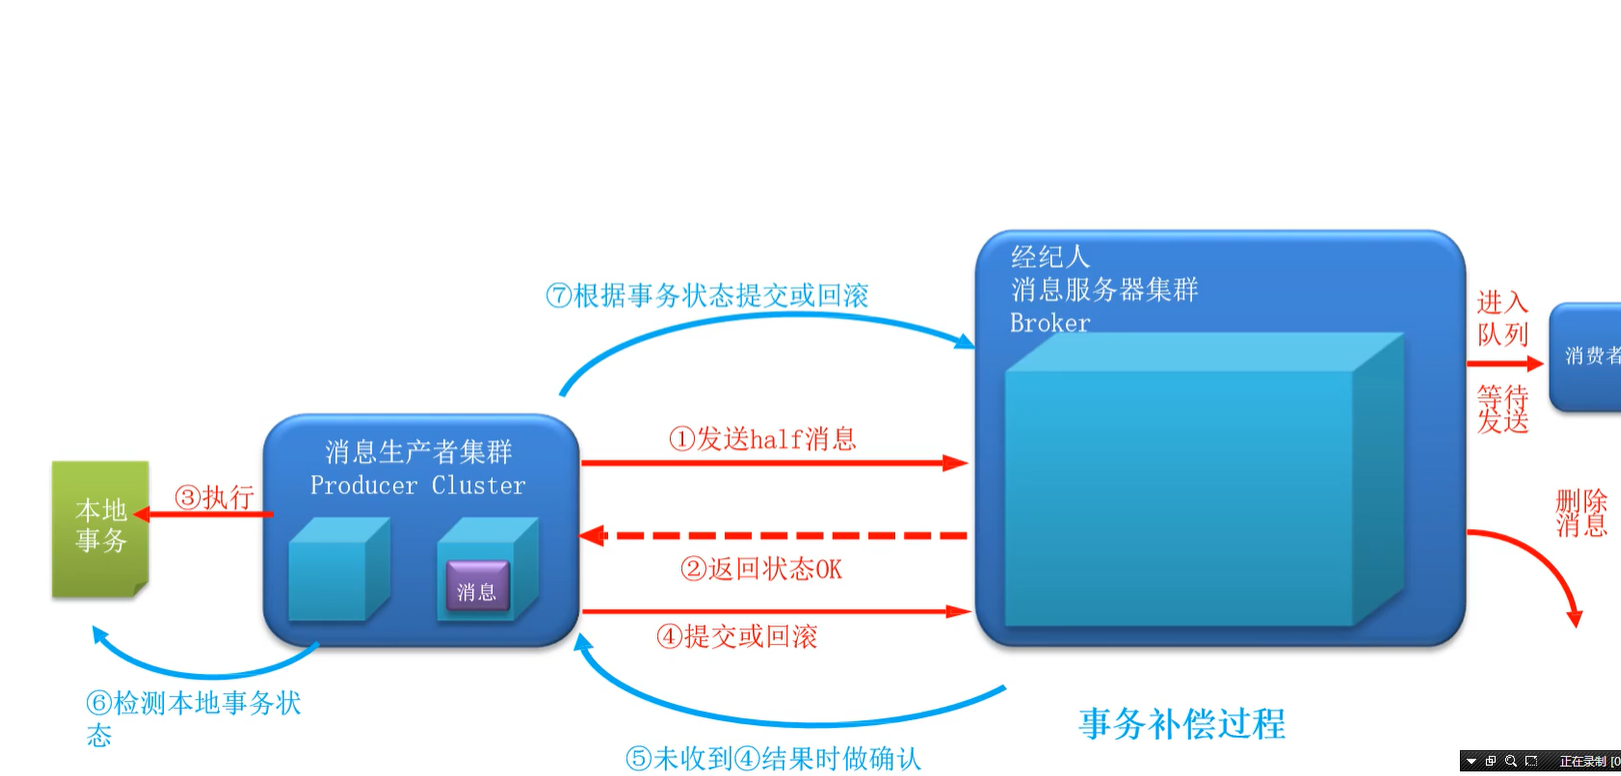 经纪人
消息服务器集群
Broker
⑦根据事务状态提交或回滚
进入
队列
消费者
等待
发送
①发送half消息
消息生产者集群
Producer Cluster
③执行
本地
事务
消息
②返回状态OK
④提交或回滚
删除
消息
⑥检测本地事务状
态
⑤未收到④结果时做确认
事务补偿过程
正在录制 [0